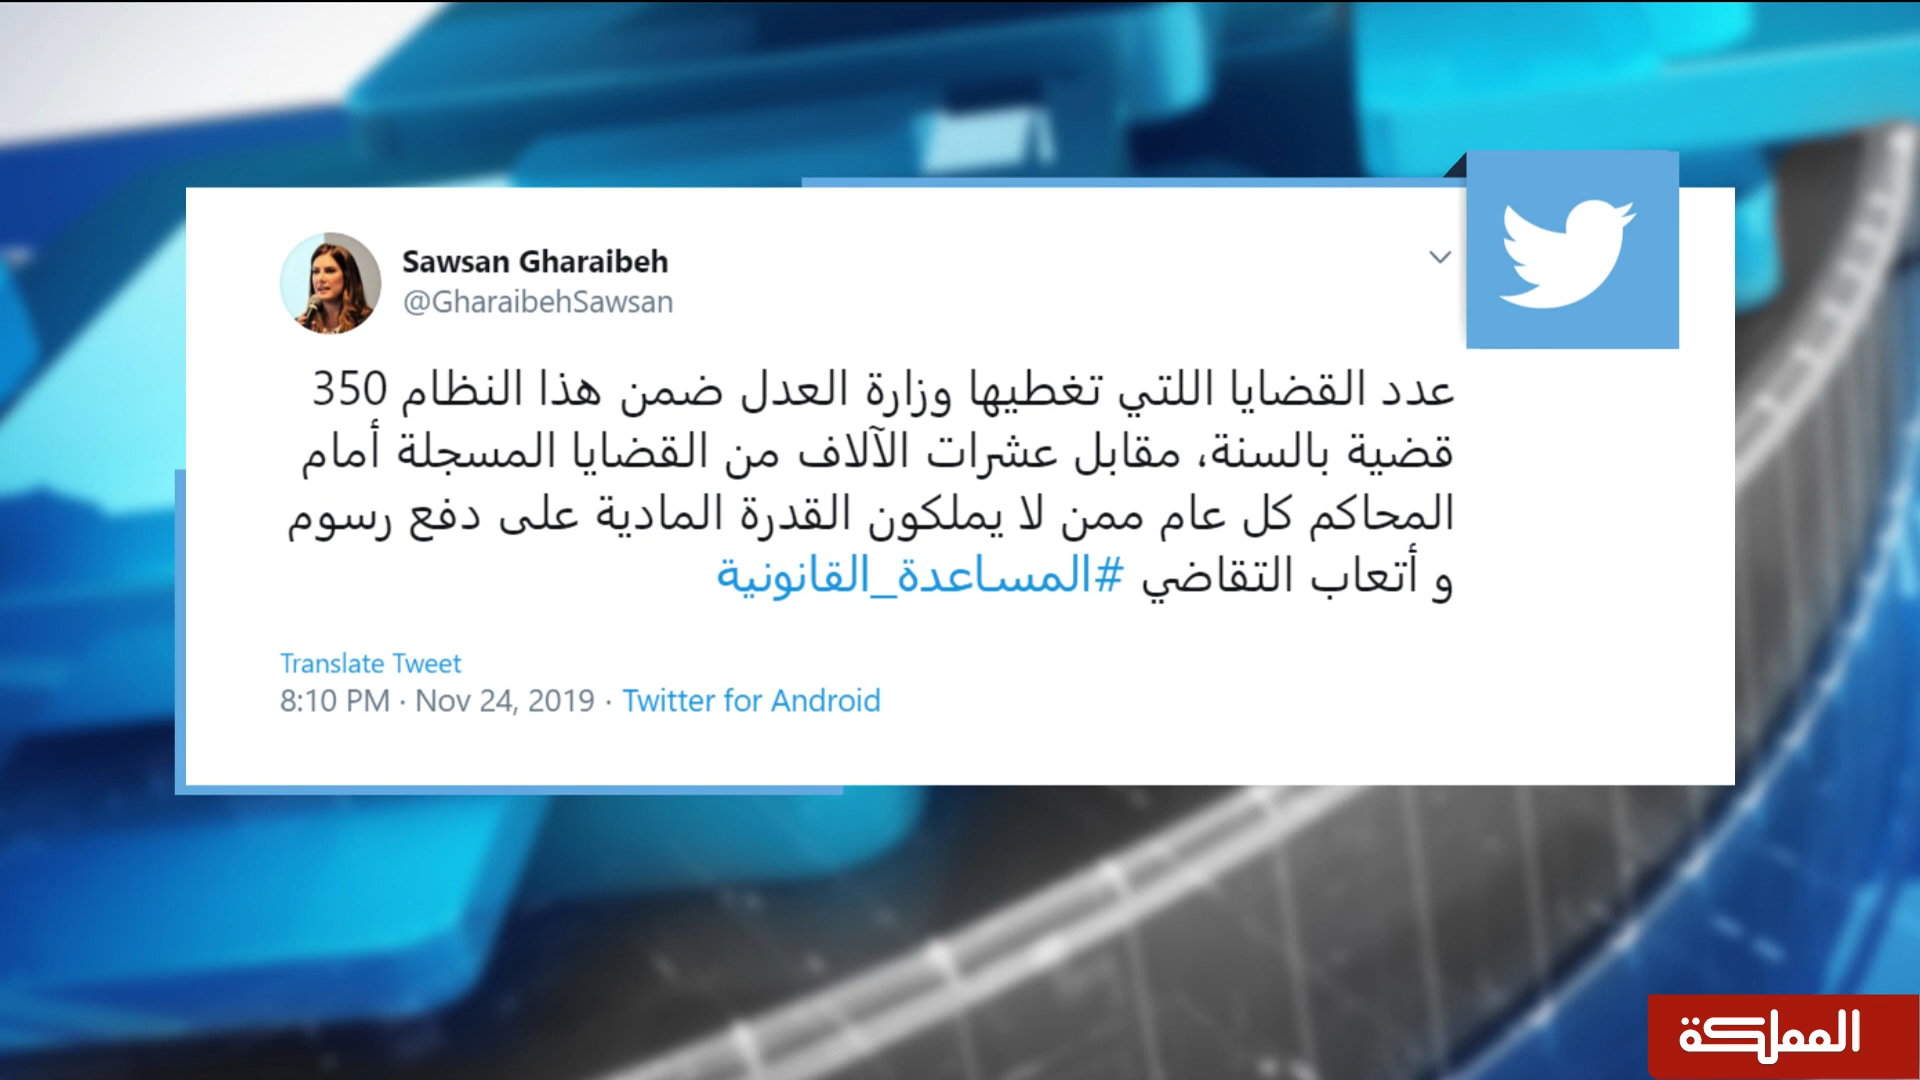 Sawsan Gharaibeh
@GharaibehSawsan
عدد القضايا اللتي تغطيها وزارة العدل ضمن هذا النظام 350
قضية بالسنة، مقابل عشرات الآلاف من القضايا المسجلة أمام
المحاكم كل عام ممن لا يملكون القدرة المادية على دفع رسوم
و أتعاب التقاضي #المساعدة_القانونية
Translate Tweet
8:10 PM · Nov 24, 2019 · Twitter for Android
المملكة